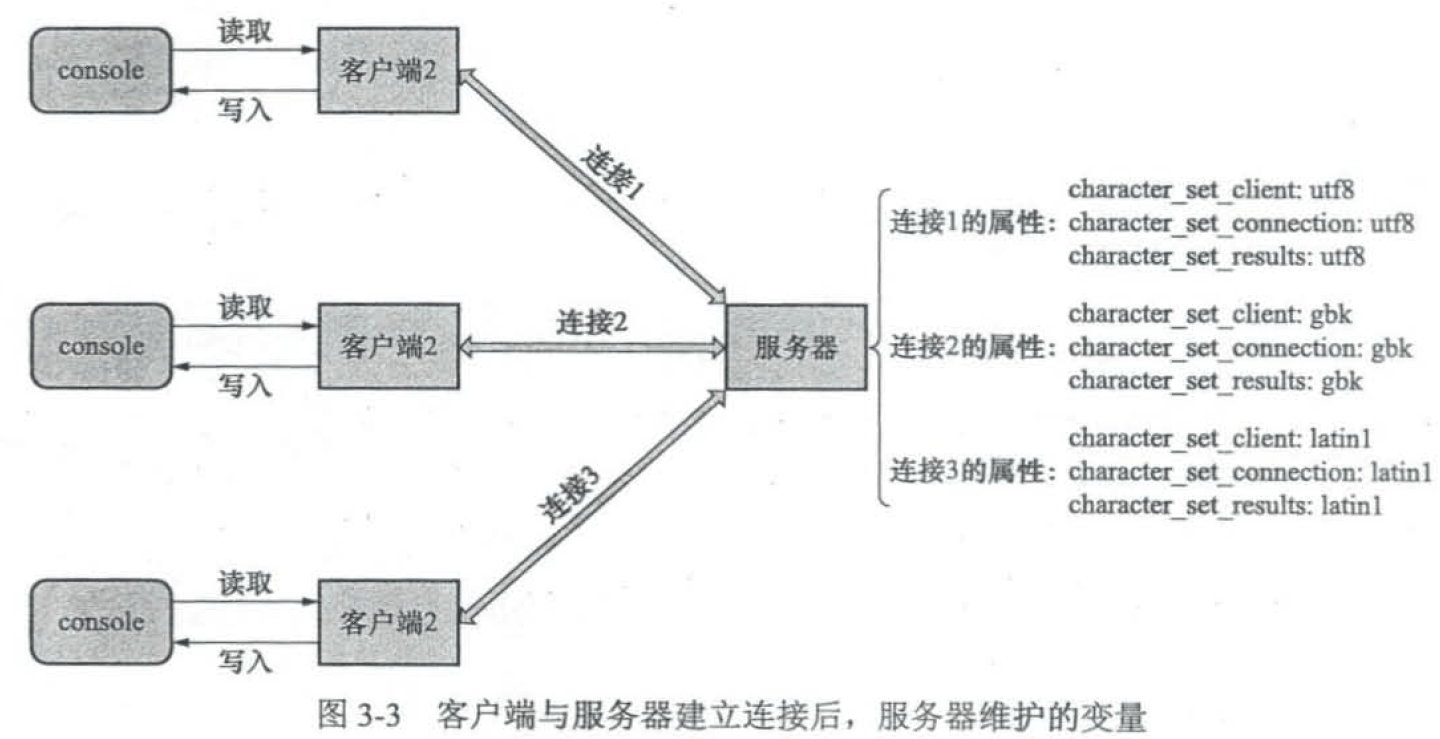 读取
console
客户端2
写入
连接1
character_set_client: utf8
连接1的属性: character_set_connection: utf8
character_set_results: utf8
读取
console
客户端2
写入
连接2
服务器
character_set_client: gbk
连接2的属性: character_set_connection: gbk
character_set_results: gbk
连接3
character_set_client: latin1
连接3的属性: character_set_connection: latin1
character_set_results: latin1
读取
console
客户端2
写入
图 3-3 客户端与服务器建立连接后，服务器维护的变量